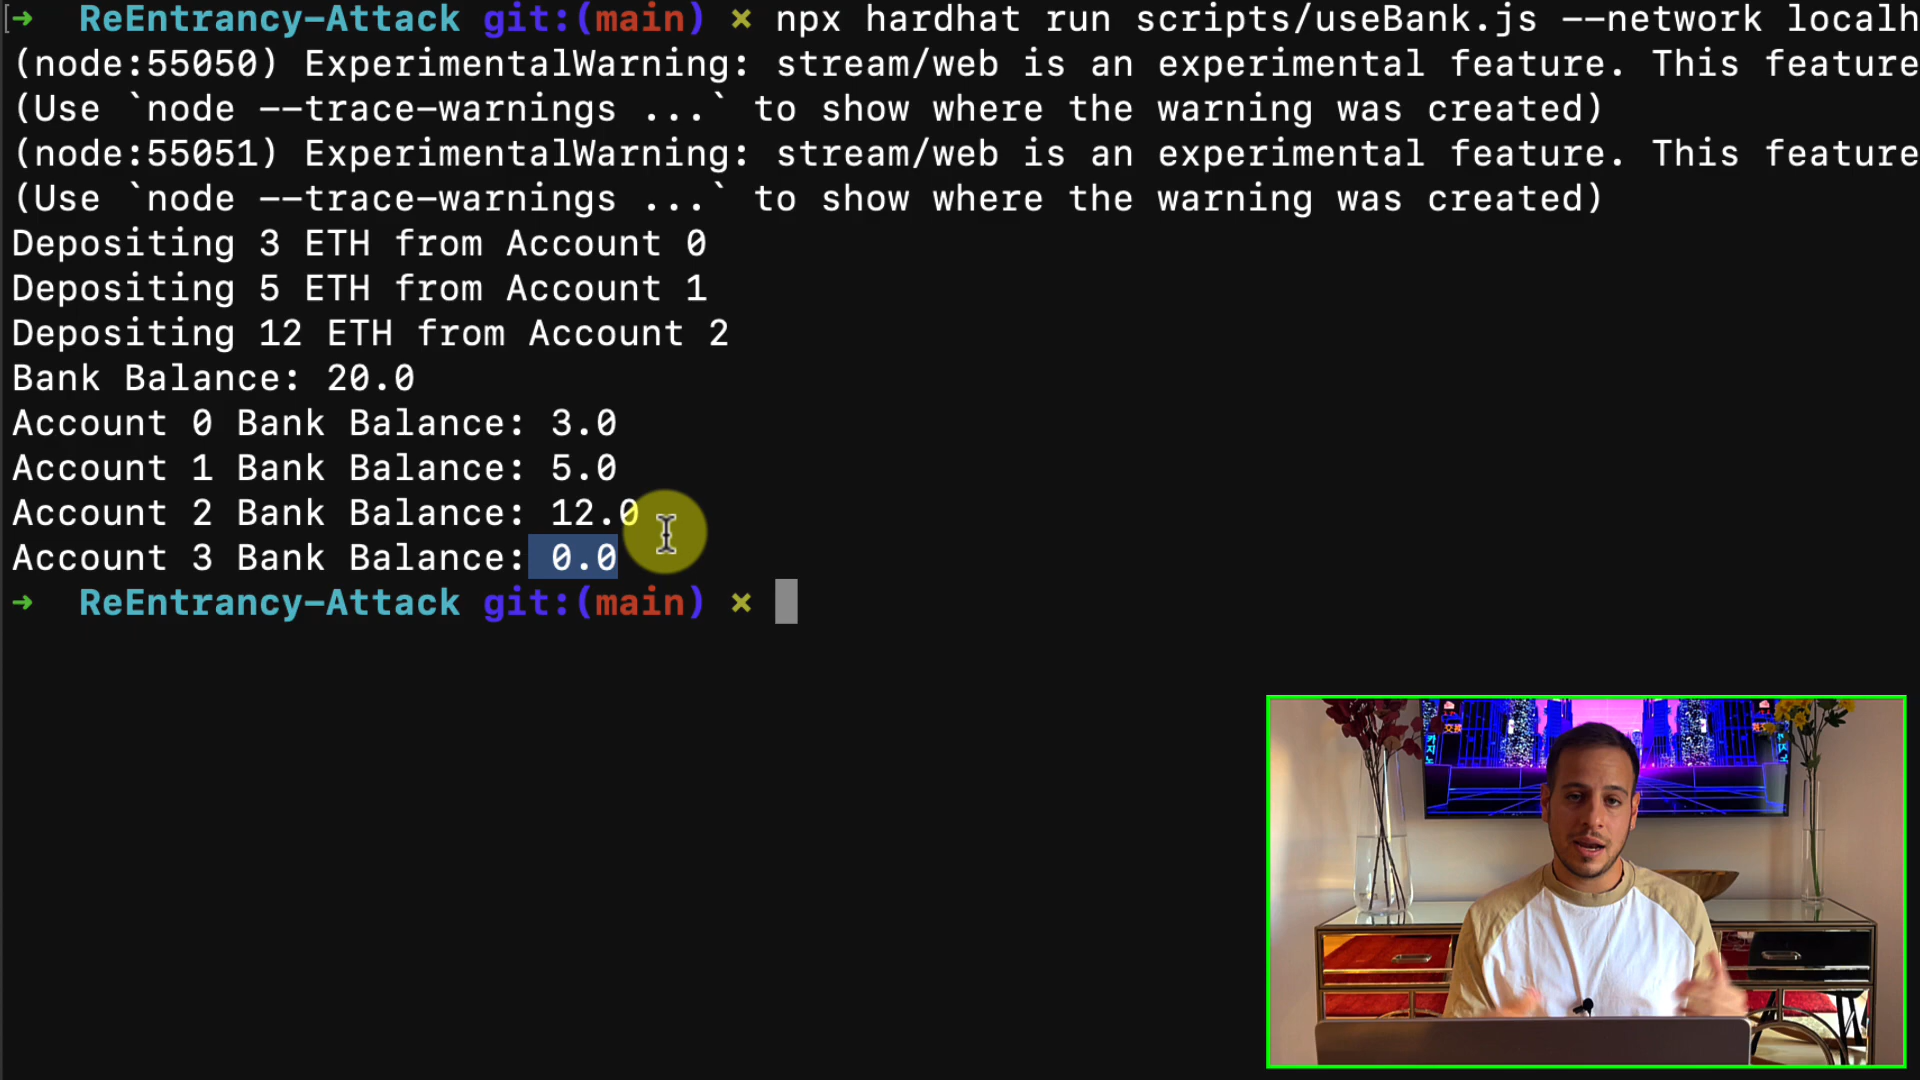 → ReEntrancy-Attack git:(main) × npx hardhat run scripts/useBank.js --network localh
(node:55050) ExperimentalWarning: stream/web is an experimental feature. This feature
(Use `node --trace-warnings ...` to show where the warning was created)
(node:55051) ExperimentalWarning: stream/web is an experimental feature. This feature
(Use `node --trace-warnings ...` to show where the warning was created)
Depositing 3 ETH from Account 0
Depositing 5 ETH from Account 1
Depositing 12 ETH from Account 2
Bank Balance: 20.0
Account 0 Bank Balance: 3.0
Account 1 Bank Balance: 5.0
Account 2 Bank Balance: 12.0
Account 3 Bank Balance: 0.0
→ ReEntrancy-Attack git:(main) ×